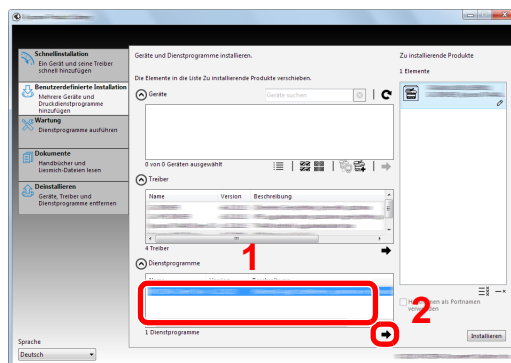 Schnellinstallation
Ein Gerät und seine Treiber
schnell hinzufügen
Benutzerdefinierte Installation
Mehrere Geräte und
Druckdienstprogramme
hinzufügen
Wartung
Dienstprogramme ausführen
Dokumente
Handbücher und
Liesmich-Dateien lesen
Deinstallieren
Geräte, Treiber und
Dienstprogramme entfernen
Sprache
Deutsch
Geräte und Dienstprogramme installieren.
Die Elemente in die Liste Zu installierende Produkte verschieben.
Geräte
Geräte suchen
0 von 0 Geräten ausgewählt
Treiber
Name Version Beschreibung
4 Treiber
1
Dienstprogramme
1 Dienstprogramme
2
Zu installierende Produkte
1 Elemente
als Portnamen
Installieren